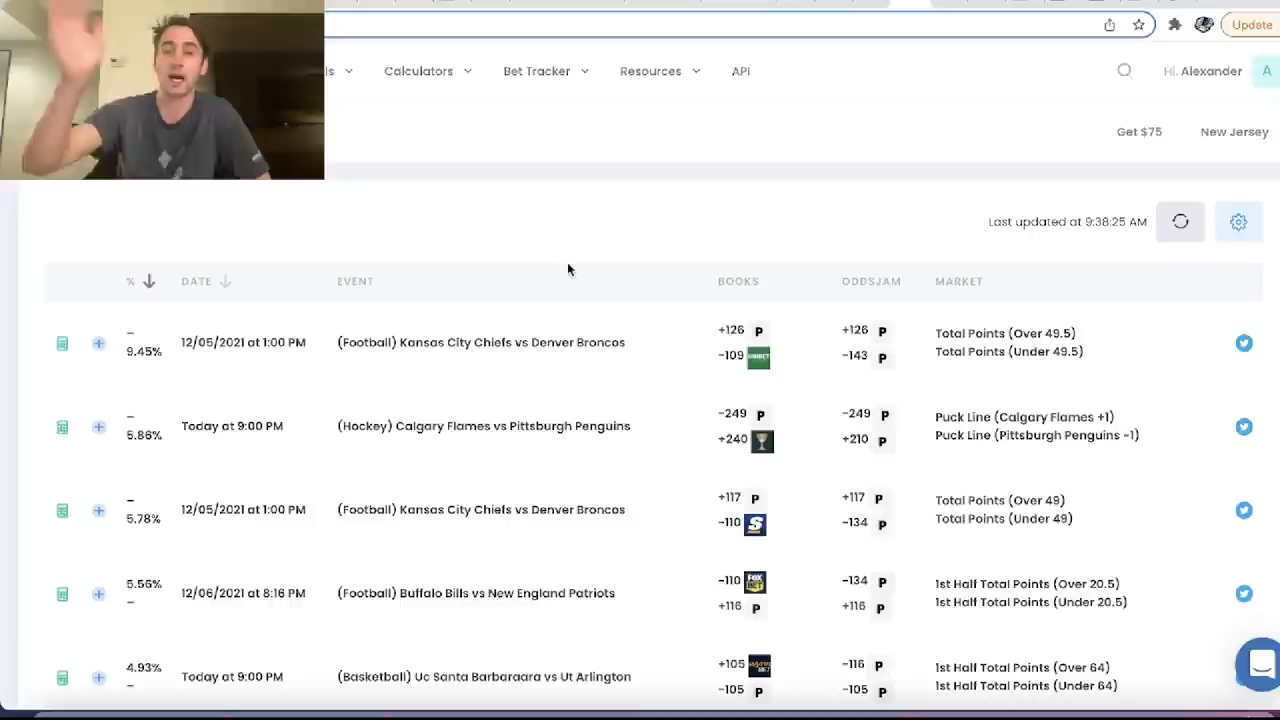 Update
ls Calculators Bet Tracker Resources API Hi, Alexander A
Get $75 New Jersey
Last updated at 9:38:25 AM
% DATE EVENT BOOKS ODDSJAM MARKET
– +126 P +126 P Total Points (Over 49.5)
9.45% 12/05/2021 at 1:00 PM (Football) Kansas City Chiefs vs Denver Broncos -109 UNIBET -143 P Total Points (Under 49.5)
– -249 P -249 P Puck Line (Calgary Flames +1)
5.86% Today at 9:00 PM (Hockey) Calgary Flames vs Pittsburgh Penguins +240 +210 P Puck Line (Pittsburgh Penguins -1)
– +117 P +117 P Total Points (Over 49)
5.78% 12/05/2021 at 1:00 PM (Football) Kansas City Chiefs vs Denver Broncos -110 S -134 P Total Points (Under 49)
5.56% 12/06/2021 at 8:16 PM (Football) Buffalo Bills vs New England Patriots -110 FOX BET -134 P 1st Half Total Points (Over 20.5)
– +116 P +116 P 1st Half Total Points (Under 20.5)
4.93% Today at 9:00 PM (Basketball) Uc Santa Barbaraara vs Ut Arlington +105 -116 P 1st Half Total Points (Over 64)
– -105 P -105 P 1st Half Total Points (Under 64)